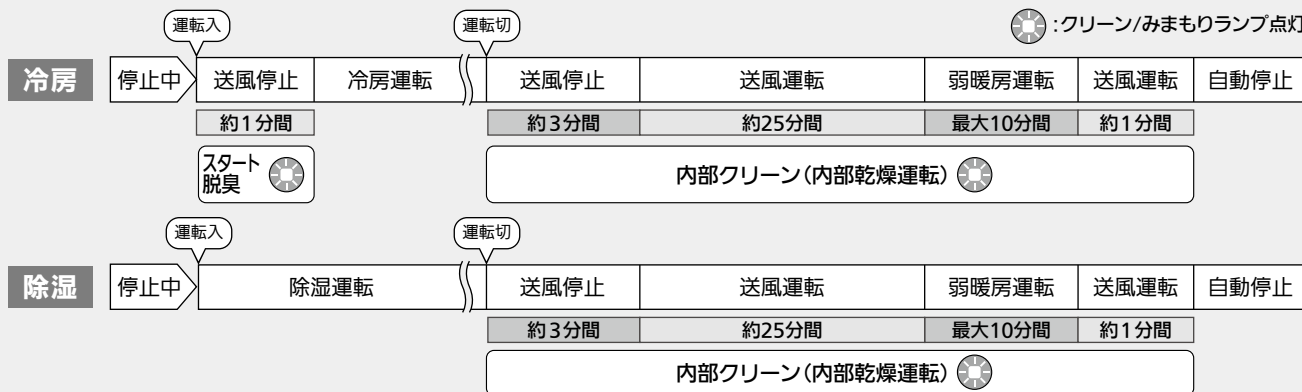 :クリーン/みまもりランプ点灯
運転入 運転切
冷房 停止中 送風停止 冷房運転 送風停止 送風運転 弱暖房運転 送風運転 自動停止
約1分間 約3分間 約25分間 最大10分間 約1分間
スタート
脱臭
内部クリーン(内部乾燥運転)
運転入 運転切
除湿 停止中 除湿運転 送風停止 送風運転 弱暖房運転 送風運転 自動停止
約3分間 約25分間 最大10分間 約1分間
内部クリーン(内部乾燥運転)